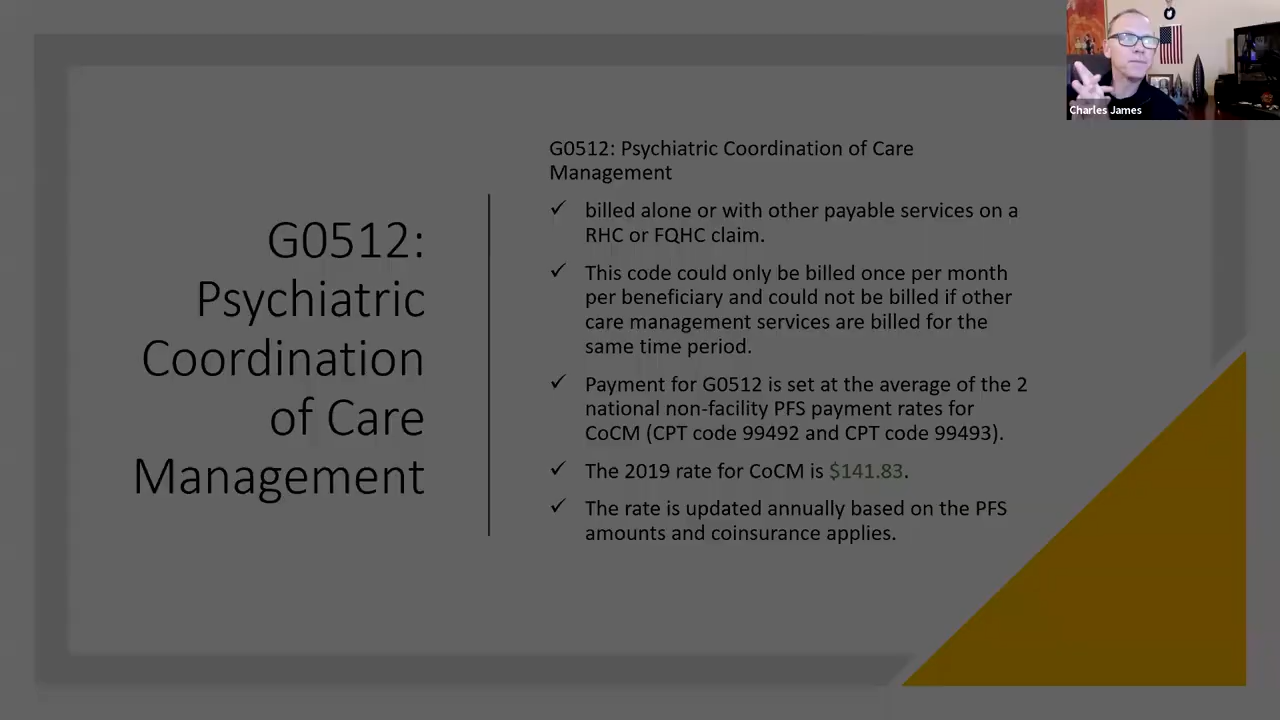 G0512:
Psychiatric
Coordination
of Care
Management
G0512: Psychiatric Coordination of Care
Management
✓ billed alone or with other payable services on a
RHC or FQHC claim.
✓ This code could only be billed once per month
per beneficiary and could not be billed if other
care management services are billed for the
same time period.
✓ Payment for G0512 is set at the average of the 2
national non-facility PFS payment rates for
CoCM (CPT code 99492 and CPT code 99493).
✓ The 2019 rate for CoCM is $141.83.
✓ The rate is updated annually based on the PFS
amounts and coinsurance applies.
Charles James